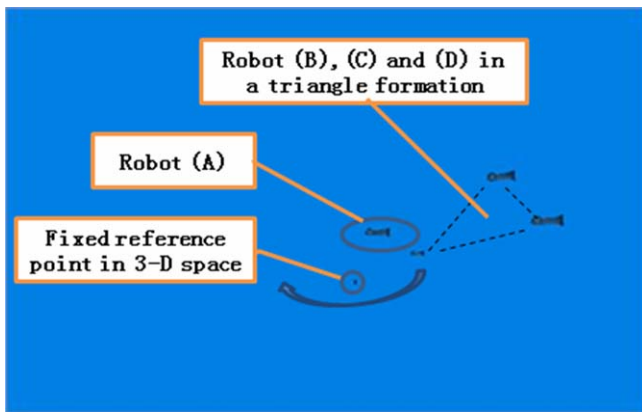 Robot (B), (C) and (D) in
a triangle formation
Robot (A)
Fixed reference
point in 3-D space